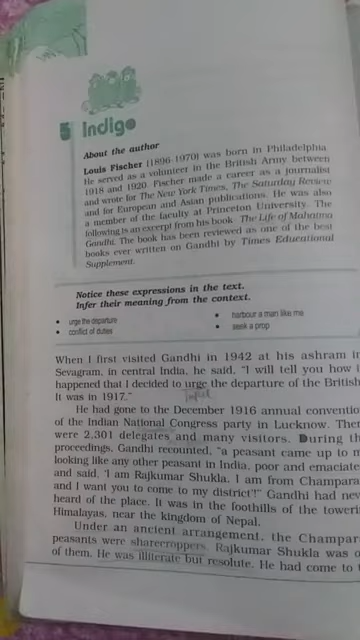 5 Indigo
About the author
Louis Fischer (1896-1970) was born in Philadelphia.
He served as a volunteer in the British Army between
1918 and 1920. Fischer made a career as a journalist
and wrote for The New York Times, The Saturday Review
and for European and Asian publications. He was also
a member of the faculty at Princeton University. The
following is an excerpt from his book The Life of Mahatma
Gandhi. The book has been reviewed as one of the best
books ever written on Gandhi by Times Educational
Supplement.
Notice these expressions in the text.
Infer their meaning from the context.
• urge the departure
• conflict of duties
• harbour a man like me
• seek a prop
When I first visited Gandhi in 1942 at his ashram in
Sevagram, in central India, he said, "I will tell you how i
happened that I decided to urge the departure of the British
It was in 1917."
He had gone to the December 1916 annual conventio
of the Indian National Congress party in Lucknow. Ther
were 2,301 delegates and many visitors. During th
proceedings, Gandhi recounted, "a peasant came up to m
looking like any other peasant in India, poor and emaciate
and said, 'I am Rajkumar Shukla. I am from Champara
and I want you to come to my district'!" Gandhi had nev
heard of the place. It was in the foothills of the toweri
Himalayas, near the kingdom of Nepal.
Under an ancient arrangement, the Champar
peasants were sharecroppers. Rajkumar Shukla was o
of them. He was illiterate but resolute. He had come to t